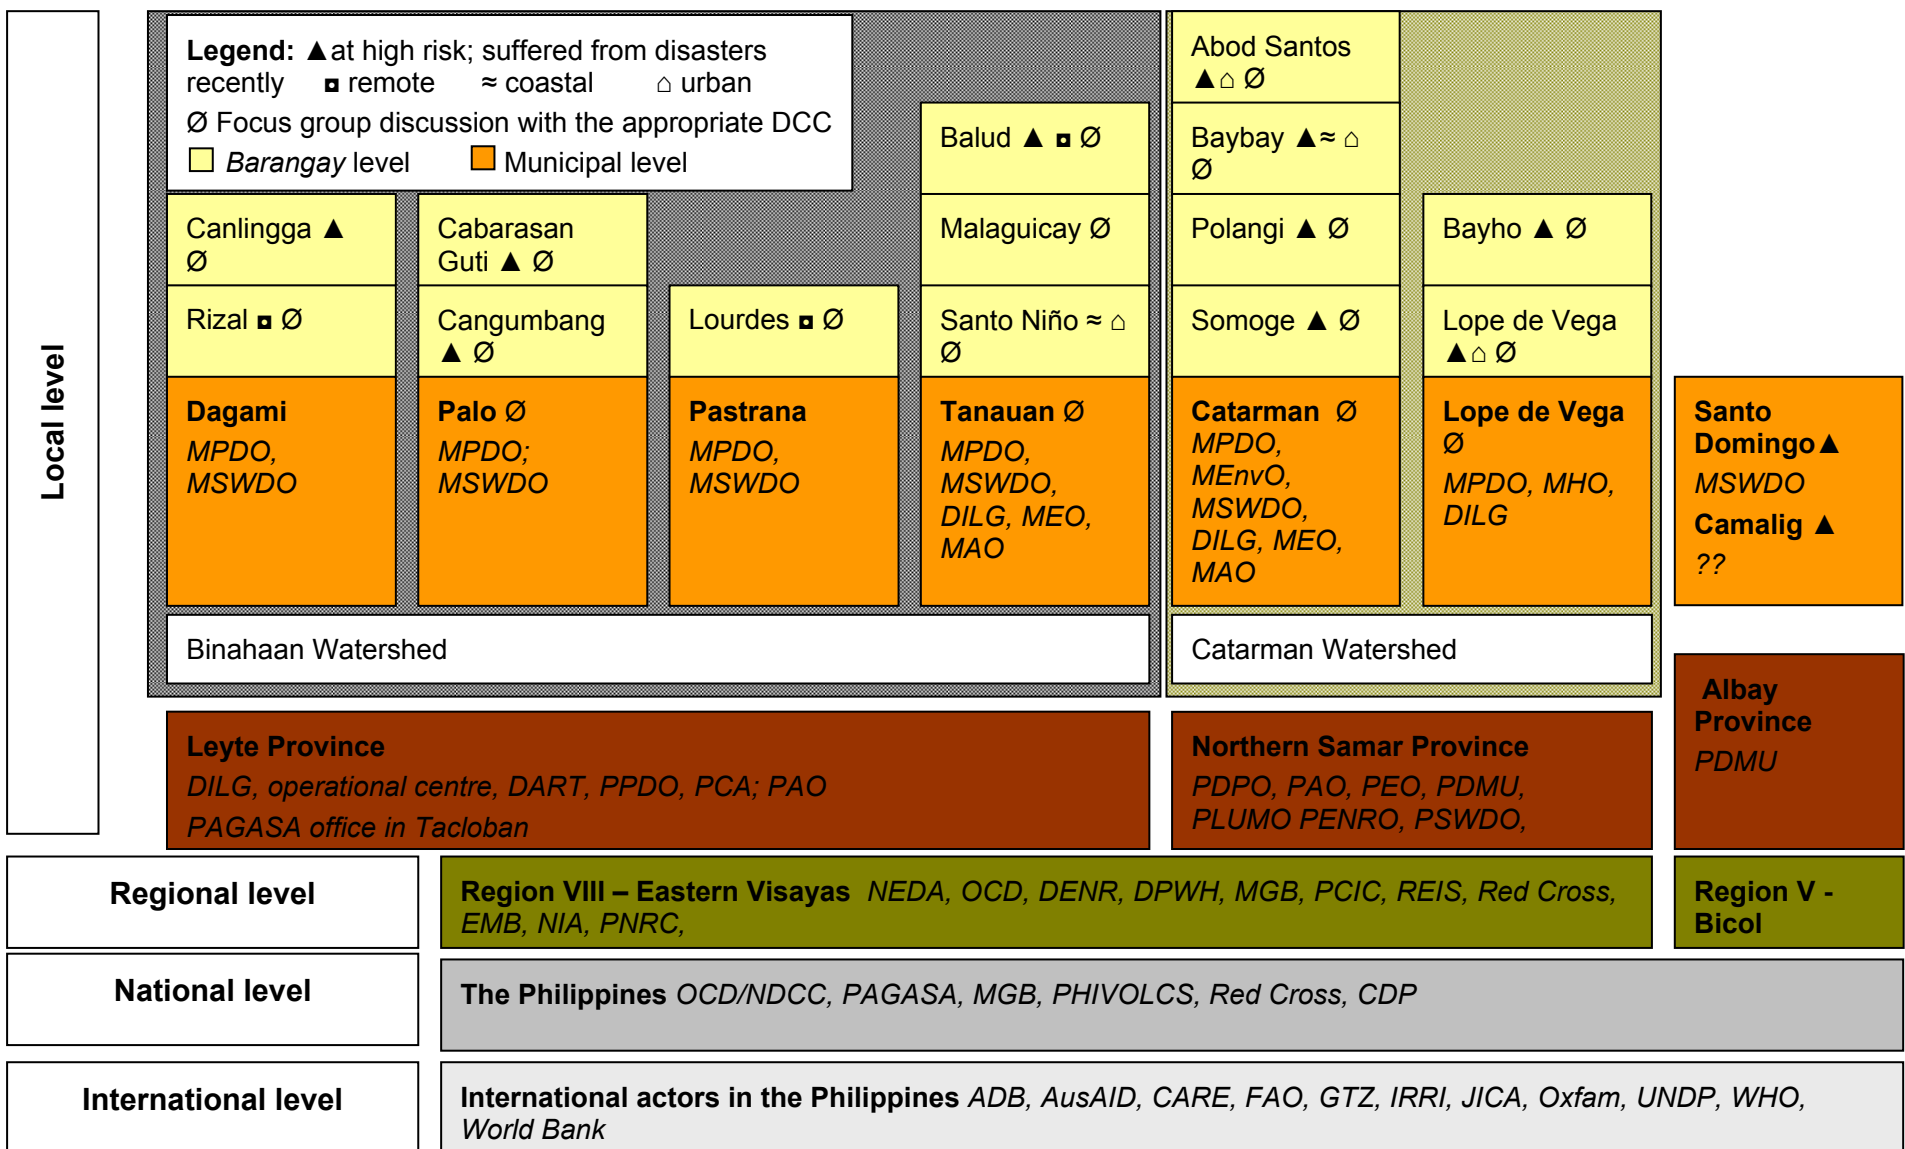 Legend: ▲at high risk; suffered from disasters
recently ◘ remote ≈ coastal ⌂ urban
Ø Focus group discussion with the appropriate DCC
Barangay level Municipal level
Local level
Canlingga ▲
Ø
Rizal ◘ Ø
Dagami
MPDO,
MSWDO
Cabarasan
Guti ▲ Ø
Cangumbang
▲ Ø
Palo Ø
MPDO;
MSWDO
Lourdes ◘ Ø
Pastrana
MPDO,
MSWDO
Balud ▲ ◘ Ø
Malaguicay Ø
Santo Niño ≈ ⌂
Ø
Tanauan Ø
MPDO,
MSWDO,
DILG, MEO,
MAO
Binahaan Watershed
Abod Santos
▲⌂ Ø
Baybay ▲≈ ⌂
Ø
Polangi ▲ Ø
Somoge ▲ Ø
Catarman Ø
MPDO,
MEnvO,
MSWDO,
DILG, MEO,
MAO
Bayho ▲ Ø
Lope de Vega
▲⌂ Ø
Lope de Vega
Ø
MPDO, MHO,
DILG
Catarman Watershed
Santo
Domingo▲
MSWDO
Camalig ▲
??
Leyte Province
DILG, operational centre, DART, PPDO, PCA; PAO
PAGASA office in Tacloban
Northern Samar Province
PDPO, PAO, PEO, PDMU,
PLUMO PENRO, PSWDO,
Albay
Province
PDMU
Regional level
Region VIII – Eastern Visayas NEDA, OCD, DENR, DPWH, MGB, PCIC, REIS, Red Cross,
EMB, NIA, PNRC,
Region V -
Bicol
National level
The Philippines OCD/NDCC, PAGASA, MGB, PHIVOLCS, Red Cross, CDP
International level
International actors in the Philippines ADB, AusAID, CARE, FAO, GTZ, IRRI, JICA, Oxfam, UNDP, WHO,
World Bank